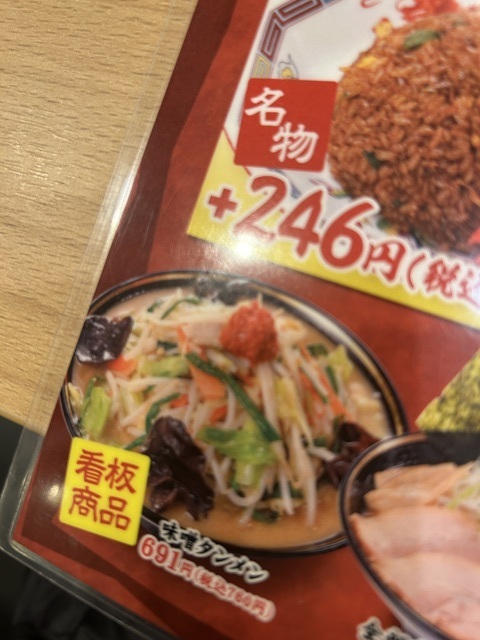 名物
+246円(税込
看板
商品
味噌タンメン
691円(税込760円)